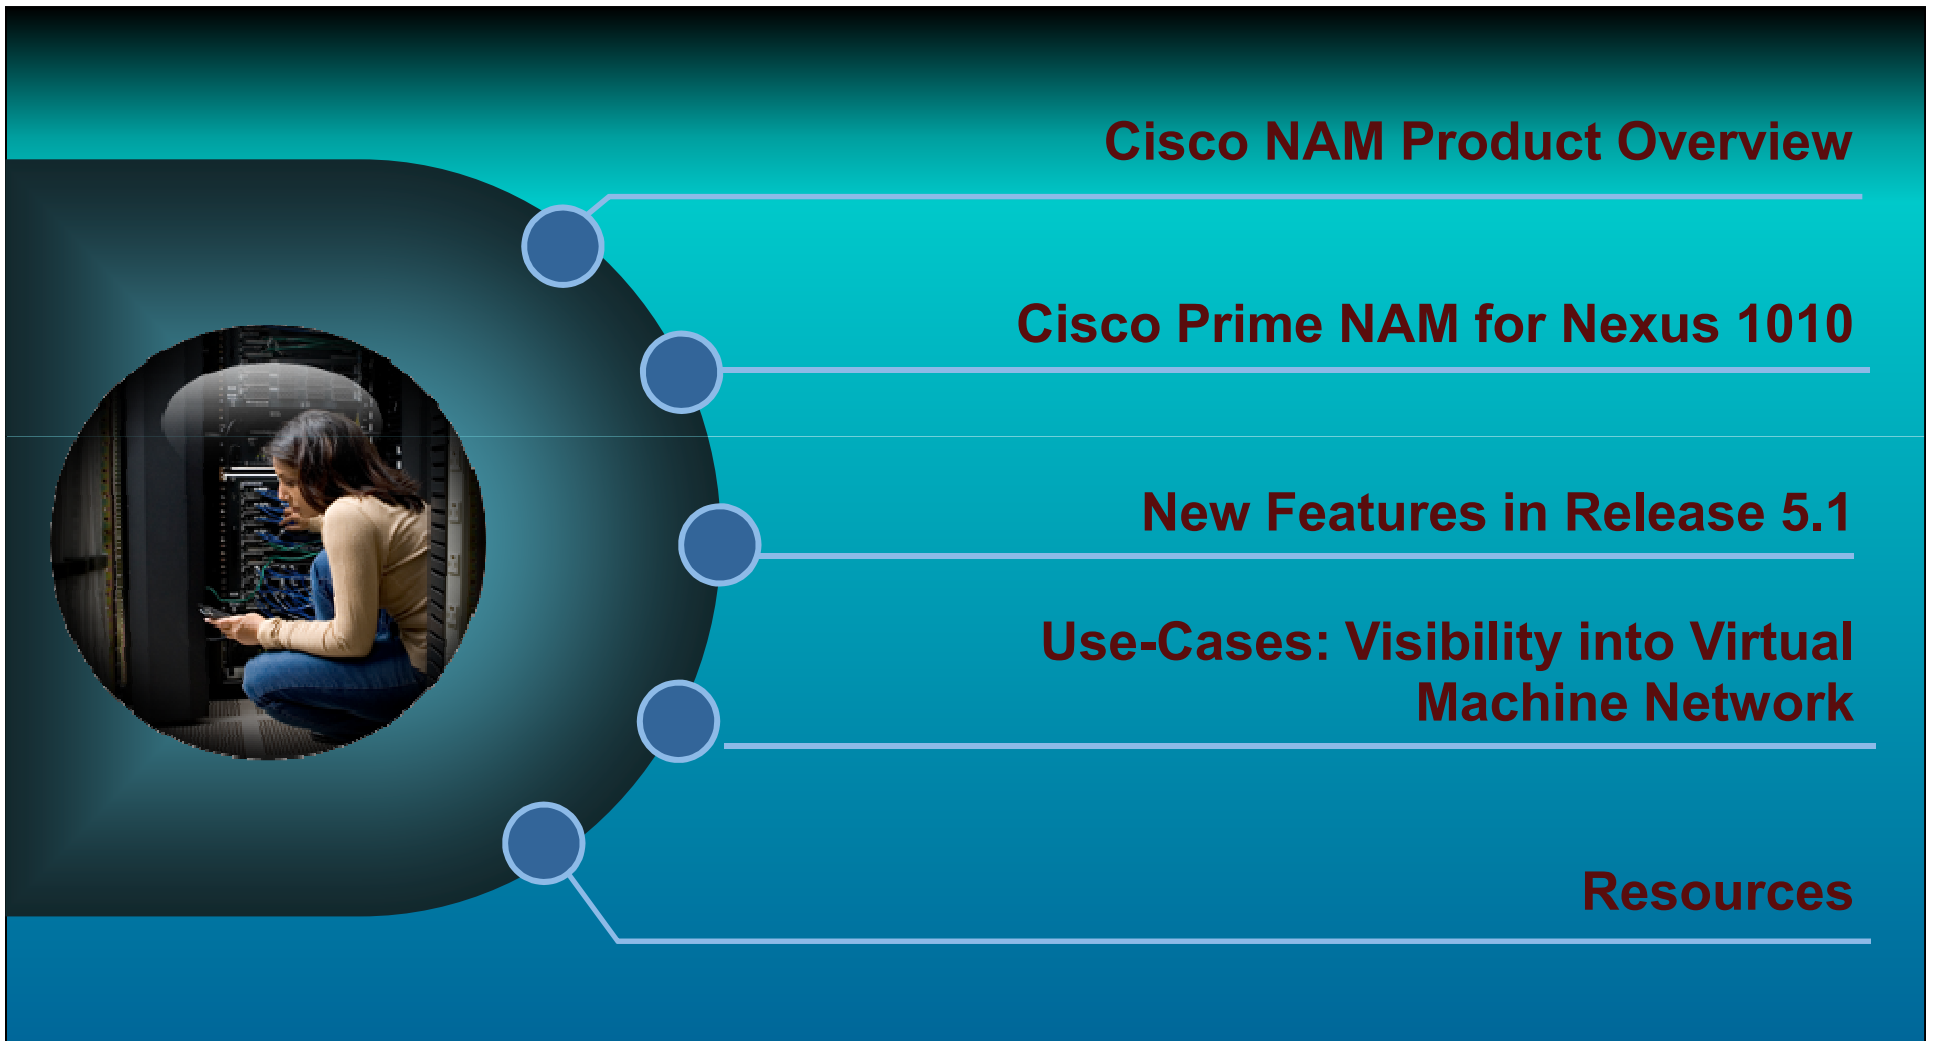 Cisco NAM Product Overview
Cisco Prime NAM for Nexus 1010
New Features in Release 5.1
Use-Cases: Visibility into Virtual
Machine Network
Resources